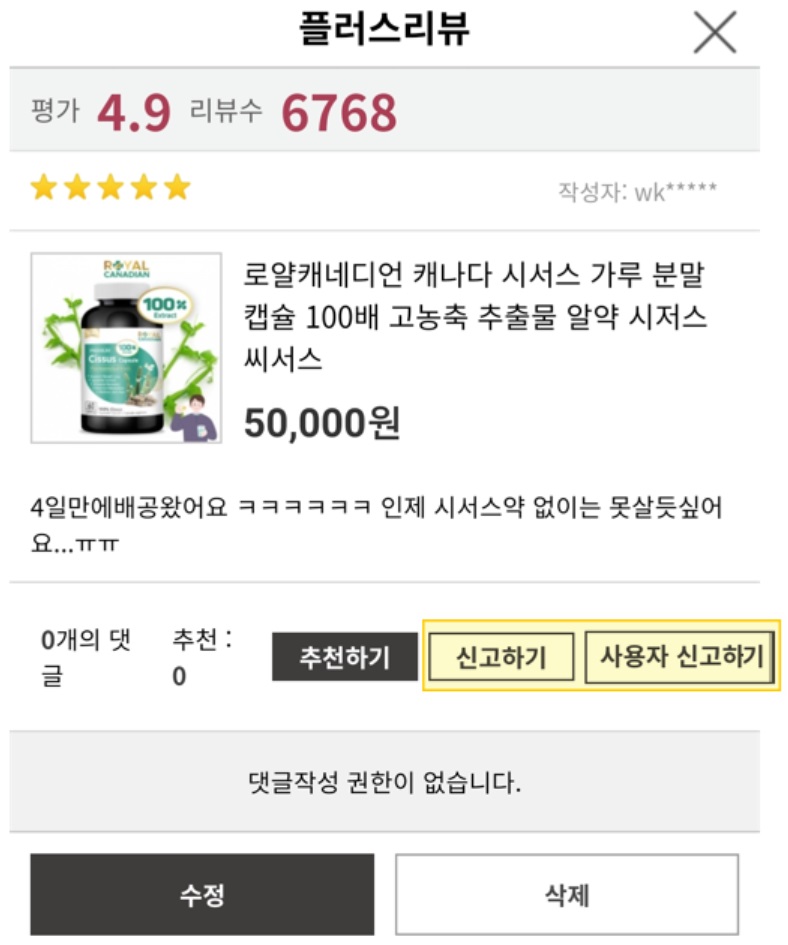 플러스리뷰
평가 4.9 리뷰수 6768
작성자: wk*****
ROYAL
CANADIAN
100%
Extract
Cissus
로얄캐네디언 캐나다 시서스 가루 분말
캡슐 100배 고농축 추출물 알약 시저스
씨서스
50,000원
4일만에배공왔어요 ㅋㅋㅋㅋㅋㅋ 인제 시서스약 없이는 못살듯싶어
요...ㅠㅠ
0개의 댓
글
추천 :
0
추천하기
신고하기
사용자 신고하기
댓글작성 권한이 없습니다.
수정
삭제